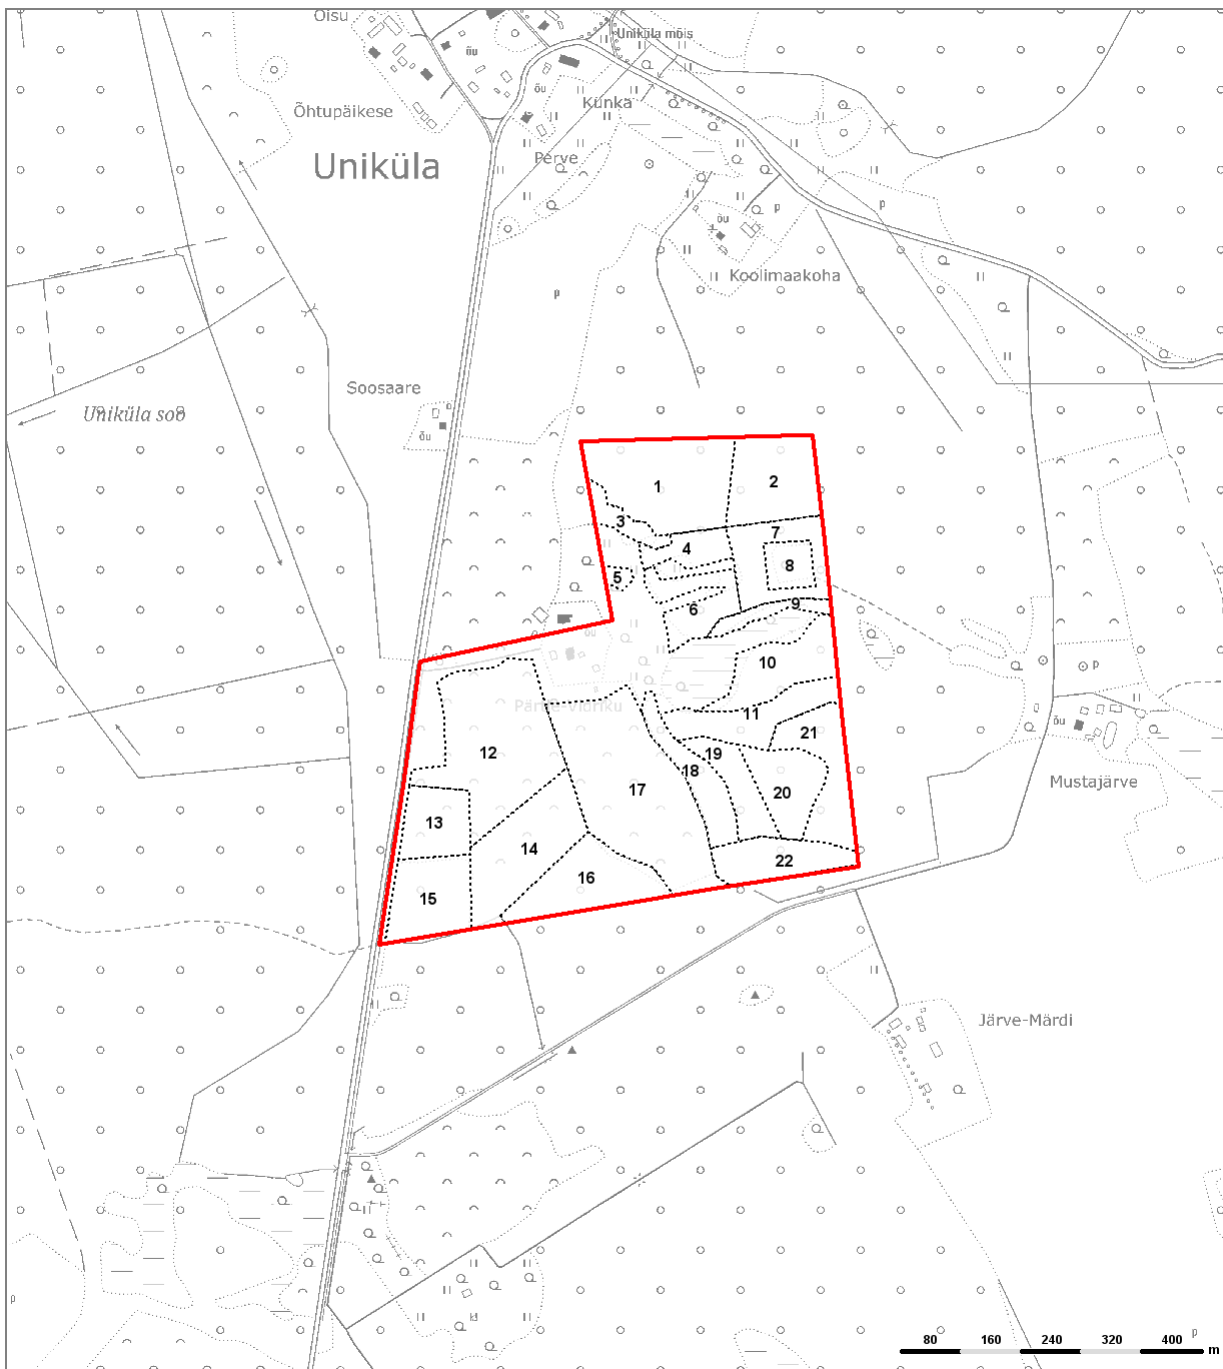 Oisu
Uniküla mõis
õu
õu
Künka
Õhtupäikese
Perve
Uniküla
p
p
õu
Koolimaakoha
p
Soosaare
Uniküla soo
õu
1
2
3
7
4
8
5
6
9
õu
10
p
11
21
õu
12
19
18
17
20
Mustajärve
13
14
22
16
15
Järve-Märdi
p
p
80 160 240 320 400 m